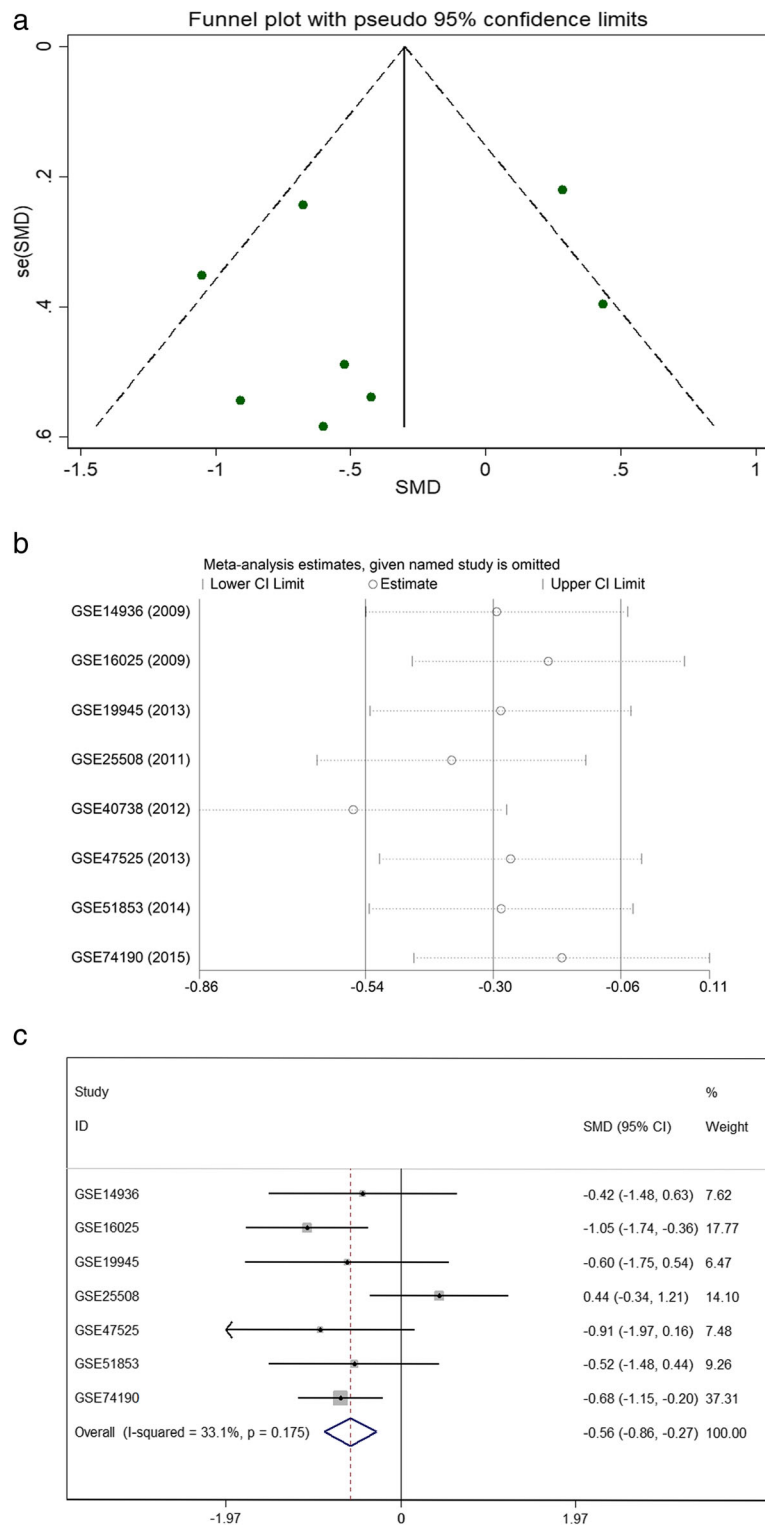 a
Funnel plot with pseudo 95% confidence limits
0
.2
.4
.6
se(SMD)
-1.5 -1 -.5 0 .5 1
SMD
b
Meta-analysis estimates, given named study is omitted
Lower CI Limit Estimate Upper CI Limit
GSE14936 (2009)
GSE16025 (2009)
GSE19945 (2013)
GSE25508 (2011)
GSE40738 (2012)
GSE47525 (2013)
GSE51853 (2014)
GSE74190 (2015)
-0.86 -0.54 -0.30 -0.06 0.11
c
Study %
ID SMD (95% CI) Weight
GSE14936 -0.42 (-1.48, 0.63) 7.62
GSE16025 -1.05 (-1.74, -0.36) 17.77
GSE19945 -0.60 (-1.75, 0.54) 6.47
GSE25508 0.44 (-0.34, 1.21) 14.10
GSE47525 -0.91 (-1.97, 0.16) 7.48
GSE51853 -0.52 (-1.48, 0.44) 9.26
GSE74190 -0.68 (-1.15, -0.20) 37.31
Overall (I-squared = 33.1%, p = 0.175) -0.56 (-0.86, -0.27) 100.00
-1.97 0 1.97